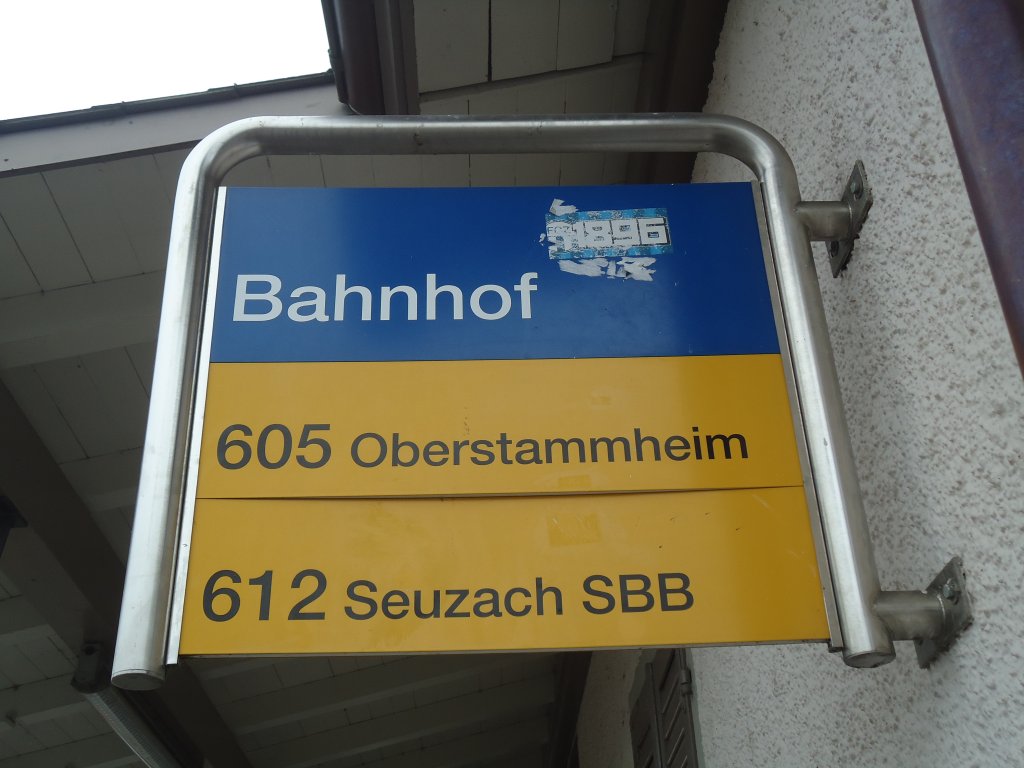 Bahnhof
605 Oberstammheim
612 Seuzach SBB